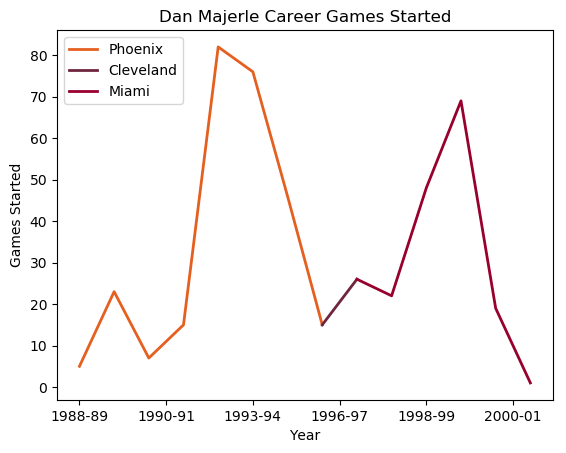 Dan Majerle Career Games Started
Phoenix
Cleveland
Miami
Games Started
80
70
60
50
40
30
20
10
0
1988-89 1990-91 1993-94 1996-97 1998-99 2000-01
Year